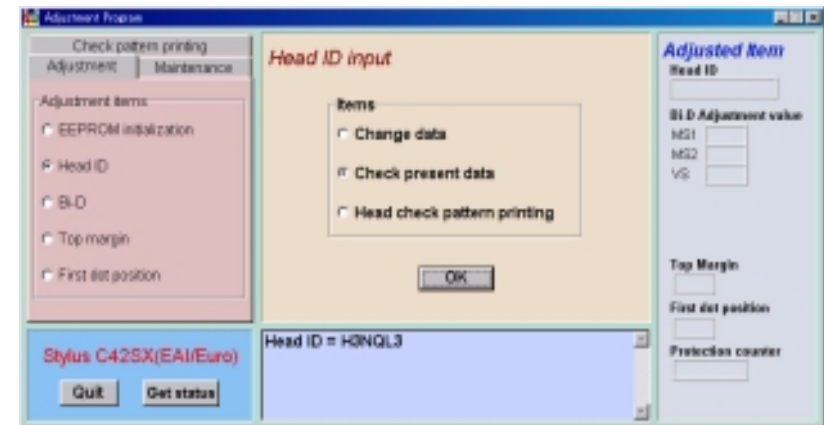 Adjustment Program
Check pattern printing
Adjustment
Maintenance
Adjustment items
EEPROM initialization
Head ID
Bi-D
Top margin
First dot position
Stylus C42SX(EAI/Euro)
Quit
Get status
Head ID input
Items
Change data
Check present data
Head check pattern printing
OK
Head ID = H3NQL3
Adjusted Item
Head ID
Bi.D Adjustment value
MS1
MS2
VS
Top Margin
First dot position
Protection counter